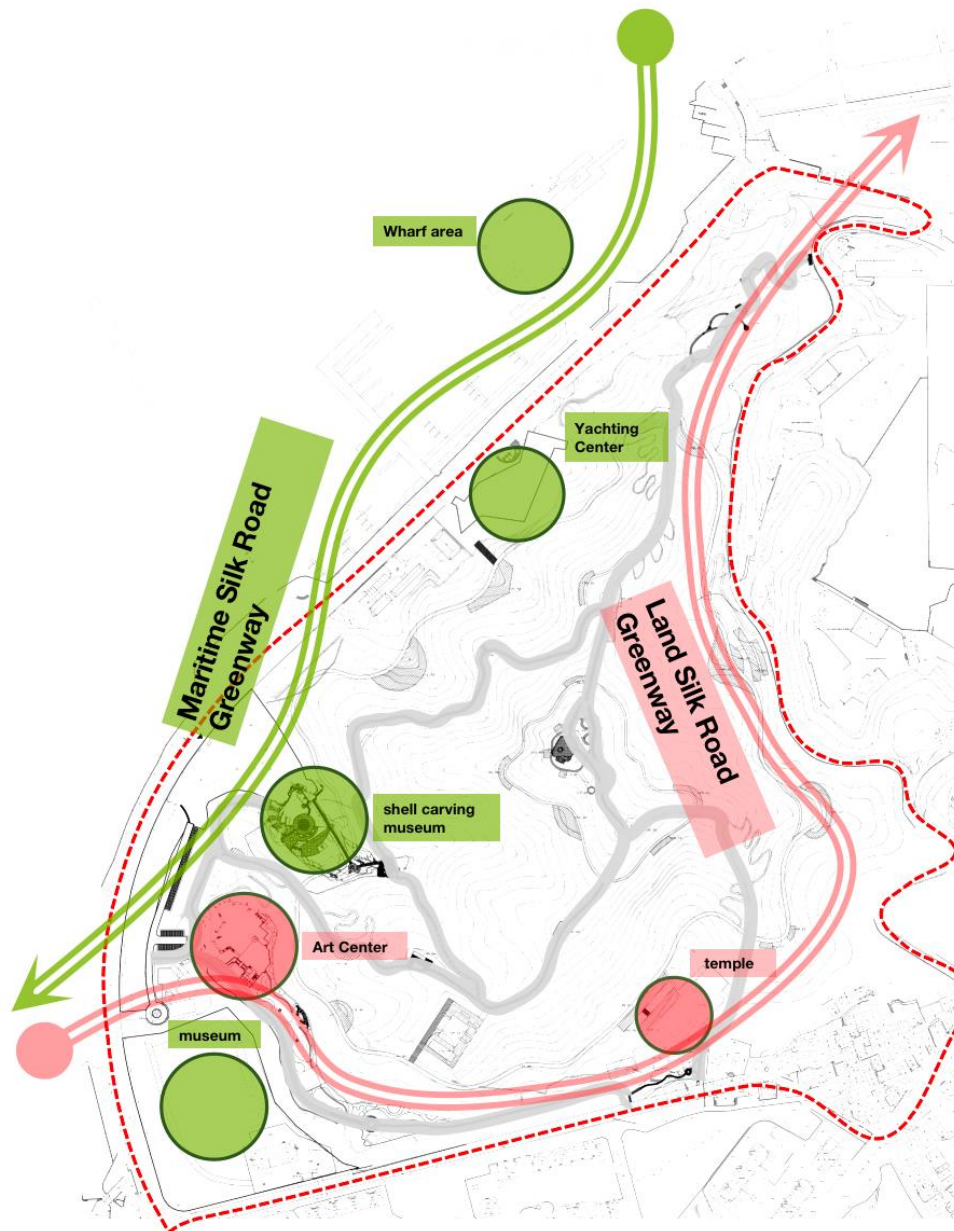 Wharf area
Yachting
Center
Maritime Silk Road
Greenway
Land Silk Road
Greenway
shell carving
museum
Art Center
temple
museum